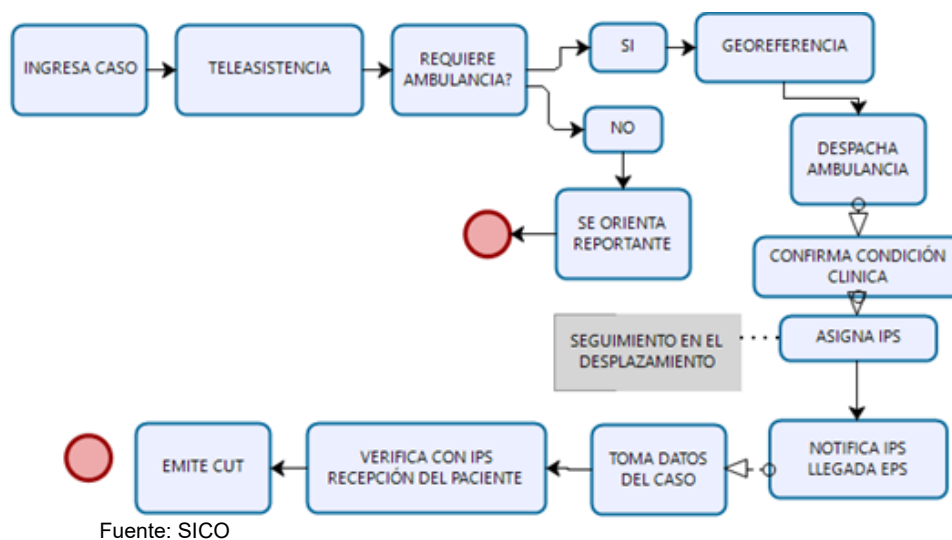 INGRESA CASO
TELEASISTENCIA
REQUIERE
AMBULANCIA?
SI
GEOREFERENCIA
NO
DESPACHA
AMBULANCIA
SE ORIENTA
REPORTANTE
CONFIRMA CONDICIÓN
CLINICA
SEGUIMIENTO EN EL
DESPLAZAMIENTO
ASIGNA IPS
NOTIFICA IPS
LLEGADA EPS
TOMA DATOS
DEL CASO
VERIFICA CON IPS
RECEPCIÓN DEL PACIENTE
EMITE CUT
Fuente: SICO